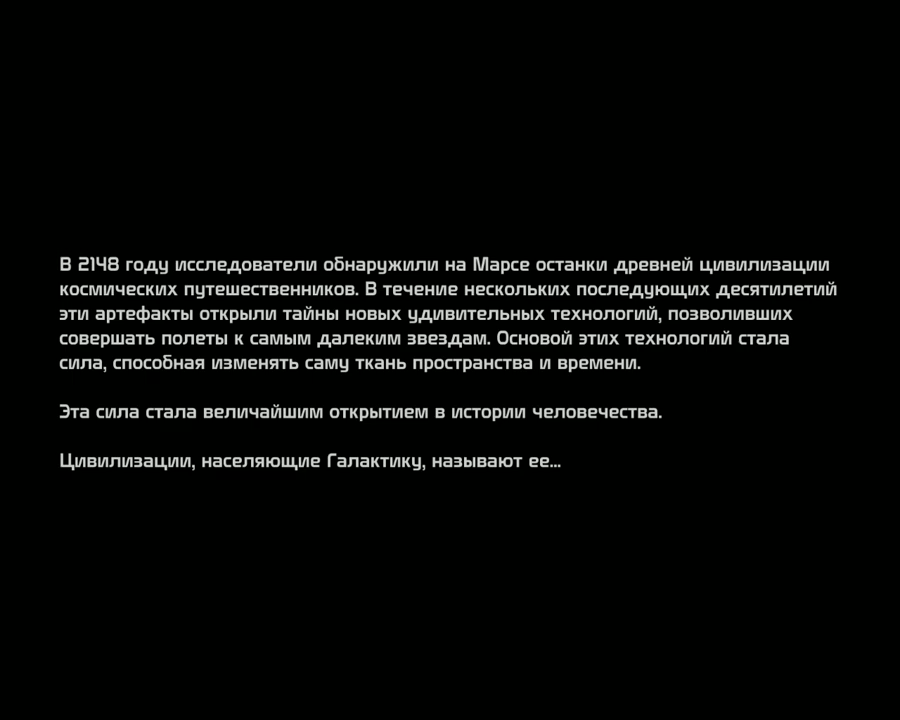 В 2148 году исследователи обнаружили на Марсе останки древней цивилизации
космических путешественников. В течение нескольких последующих десятилетий
эти артефакты открыли тайны новых удивительных технологий, позволивших
совершать полеты к самым далеким звездам. Основой этих технологий стала
сила, способная изменять саму ткань пространства и времени.
Эта сила стала величайшим открытием в истории человечества.
Цивилизации, населяющие Галактику, называют ее...